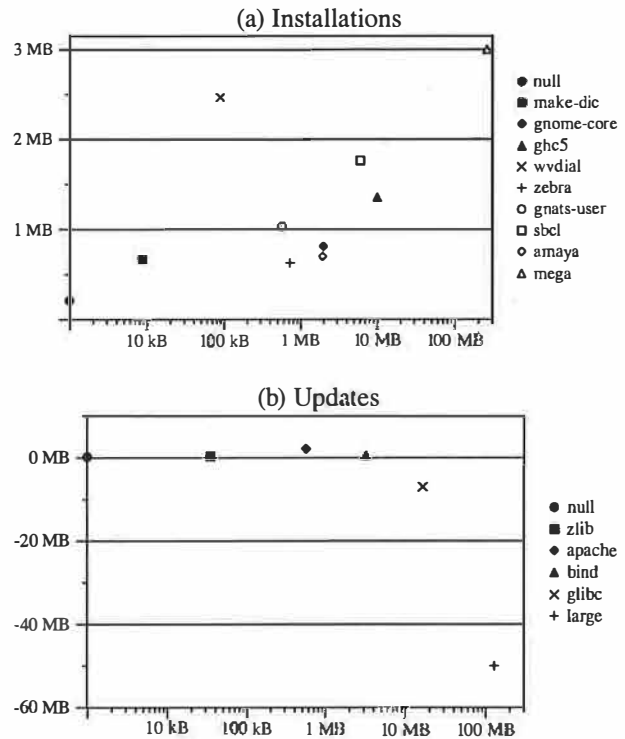 (a) Installations
3 MB
2 MB
1 MB
10 kB
100 kB
1 MB
10 MB
100 MB
null
make-dic
gnome-core
ghc5
wvdial
zebra
gnats-user
sbcl
amaya
mega
(b) Updates
0 MB
-20 MB
-40 MB
-60 MB
10 kB
100 kB
1 MB
10 MB
100 MB
null
zlib
apache
bind
glibc
large